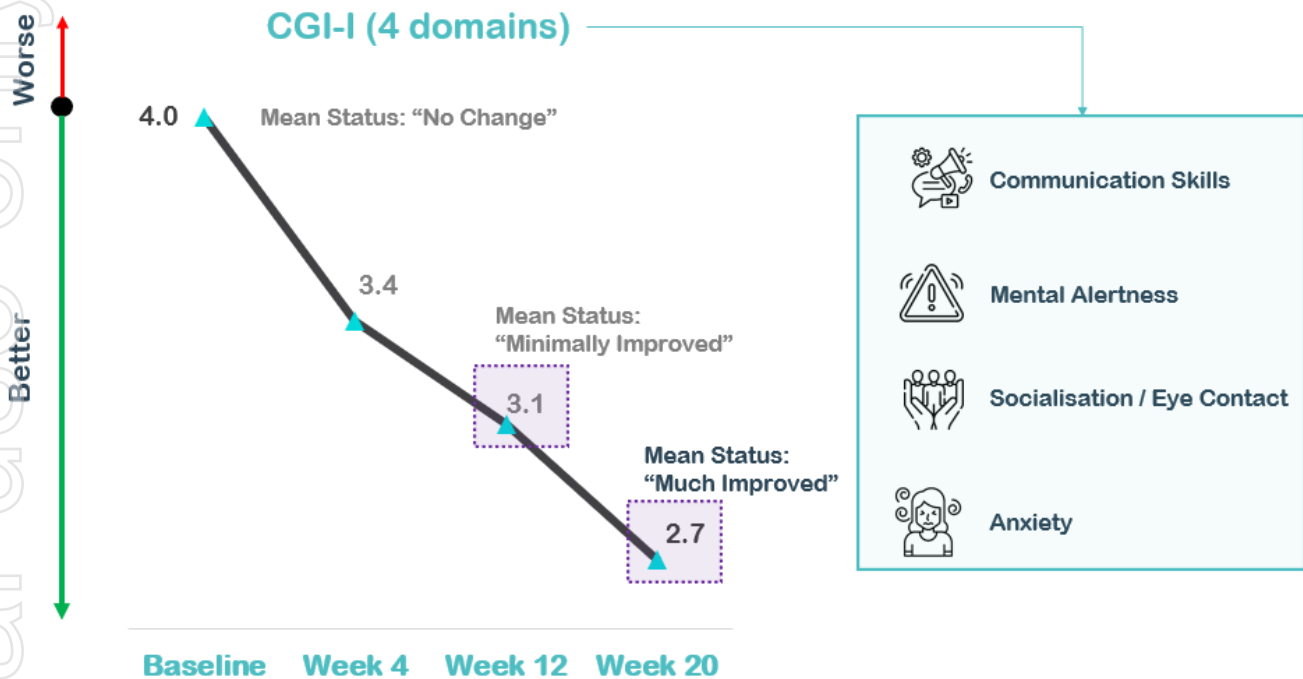 CGI-I (4 domains)
Worse
Better
4.0
Mean Status: “No Change”
3.4
Mean Status:
“Minimally Improved”
3.1
Mean Status:
“Much Improved”
2.7
Baseline
Week 4
Week 12
Week 20
Communication Skills
Mental Alertness
Socialisation / Eye Contact
Anxiety